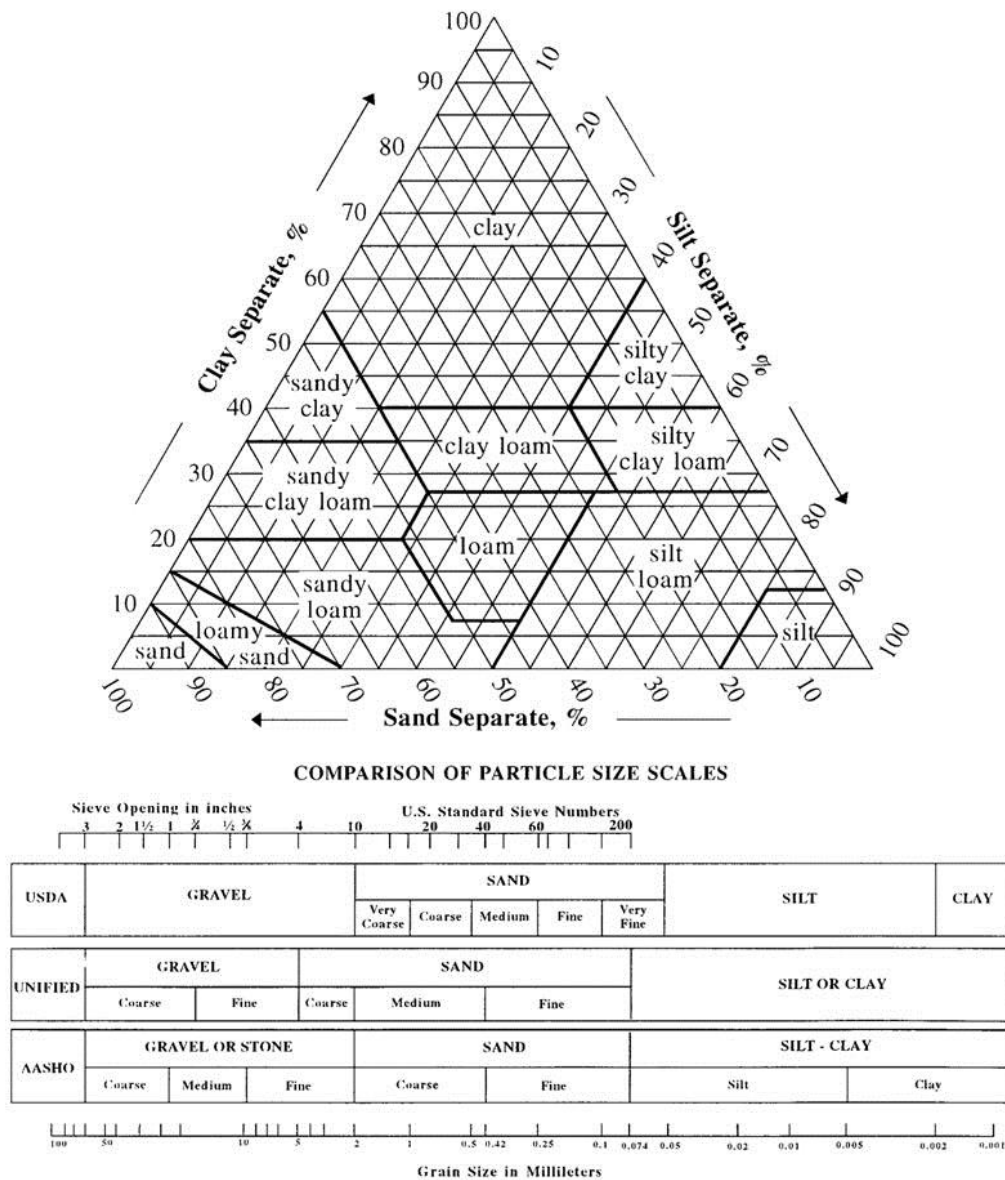 100
90
80
70
60
50
40
30
20
10
10
20
30
40
50
60
70
80
90
100
Clay Separate, %
Silt Separate, %
clay
silty
clay
sandy
clay
clay loam
silty
clay loam
sandy
clay loam
loam
silt
loam
sandy
loam
loamy
sand
sand
silt
100
90
80
70
60
50
40
30
20
10
Sand Separate, %
COMPARISON OF PARTICLE SIZE SCALES
Sieve Opening in inches
U.S. Standard Sieve Numbers
3 2 1½ 1 ¾ ½ ⅜ 4 10 20 40 60 200
USDA
GRAVEL
SAND
SILT
CLAY
Very
Coarse
Coarse
Medium
Fine
Very
Fine
UNIFIED
GRAVEL
SAND
SILT OR CLAY
Coarse
Fine
Coarse
Medium
Fine
AASHO
GRAVEL OR STONE
SAND
SILT - CLAY
Coarse
Medium
Fine
Coarse
Fine
Silt
Clay
100 50 10 5 2 1 0.5 0.42 0.25 0.1 0.074 0.05 0.02 0.01 0.005 0.002 0.001
Grain Size in Millileters